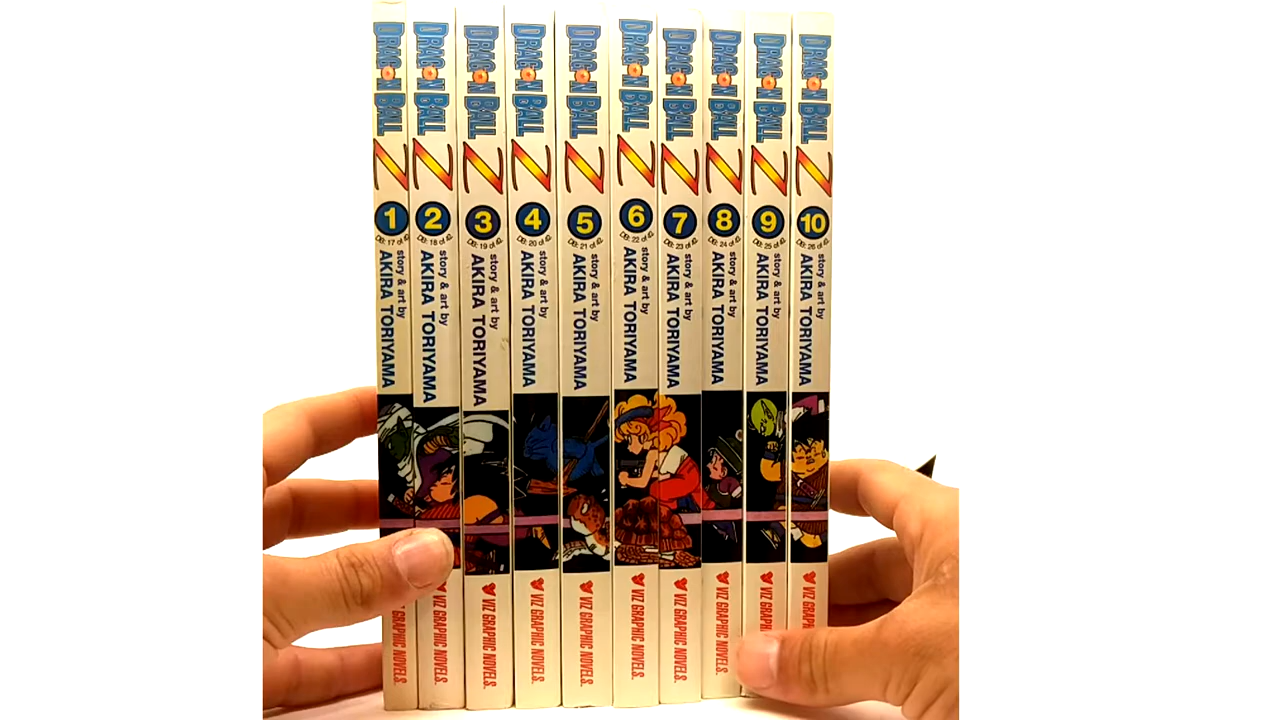 DRAGON BALL Z
1
DB: 17 of 42
story & art by
AKIRA TORIYAMA
VIZ GRAPHIC NOVELS.
DRAGON BALL Z
2
DB: 18 of 42
story & art by
AKIRA TORIYAMA
VIZ GRAPHIC NOVELS.
DRAGON BALL Z
3
DB: 19 of 42
story & art by
AKIRA TORIYAMA
VIZ GRAPHIC NOVELS.
DRAGON BALL Z
4
DB: 20 of 42
story & art by
AKIRA TORIYAMA
VIZ GRAPHIC NOVELS.
DRAGON BALL Z
5
DB: 21 of 42
story & art by
AKIRA TORIYAMA
VIZ GRAPHIC NOVELS.
DRAGON BALL Z
6
DB: 22 of 42
story & art by
AKIRA TORIYAMA
VIZ GRAPHIC NOVELS.
DRAGON BALL Z
7
DB: 23 of 42
story & art by
AKIRA TORIYAMA
VIZ GRAPHIC NOVELS.
DRAGON BALL Z
8
DB: 24 of 42
story & art by
AKIRA TORIYAMA
VIZ GRAPHIC NOVELS.
DRAGON BALL Z
9
DB: 25 of 42
story & art by
AKIRA TORIYAMA
VIZ GRAPH
DRAGON BALL Z
10
DB: 26 of 42
story & art by
AKIRA TORIYAMA
VIZ GRAP